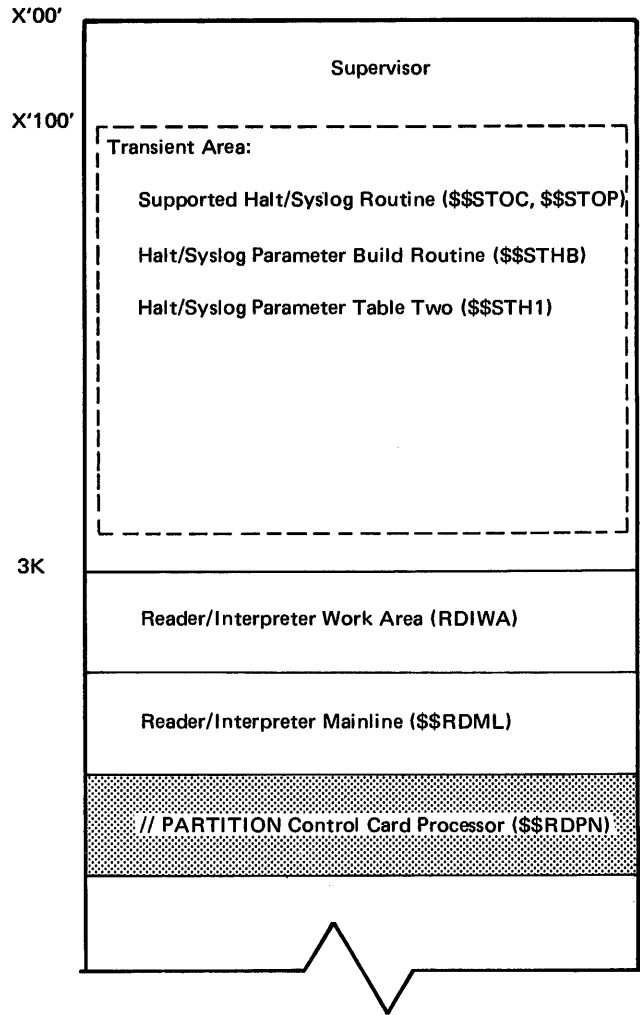 X'00'
Supervisor
X'100'
Transient Area:
Supported Halt/Syslog Routine ($$STOC, $$STOP)
Halt/Syslog Parameter Build Routine ($$STHB)
Halt/Syslog Parameter Table Two ($$STH1)
3K
Reader/Interpreter Work Area (RDIWA)
Reader/Interpreter Mainline ($$RDML)
// PARTITION Control Card Processor ($$RDPN)